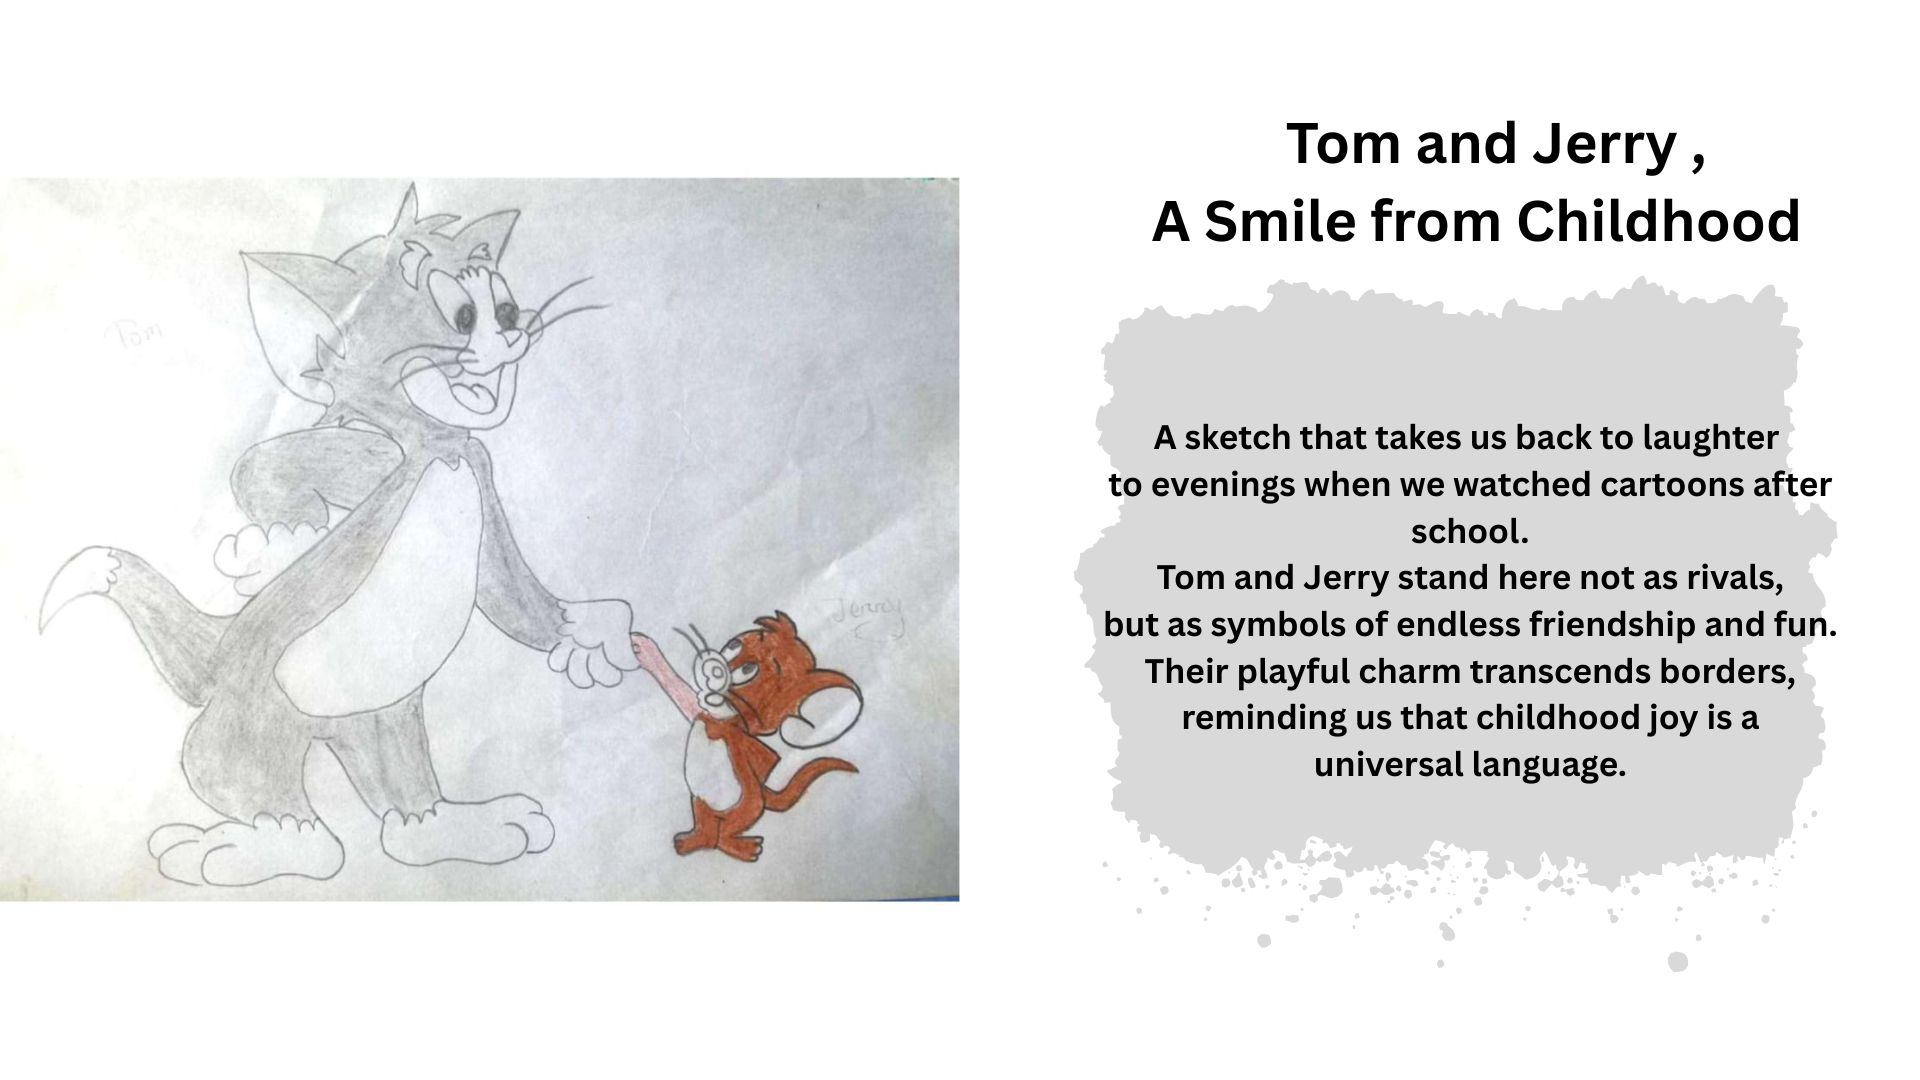 Tom
Jerry
Tom and Jerry ,
A Smile from Childhood
A sketch that takes us back to laughter
to evenings when we watched cartoons after
school.
Tom and Jerry stand here not as rivals,
but as symbols of endless friendship and fun.
Their playful charm transcends borders,
reminding us that childhood joy is a
universal language.